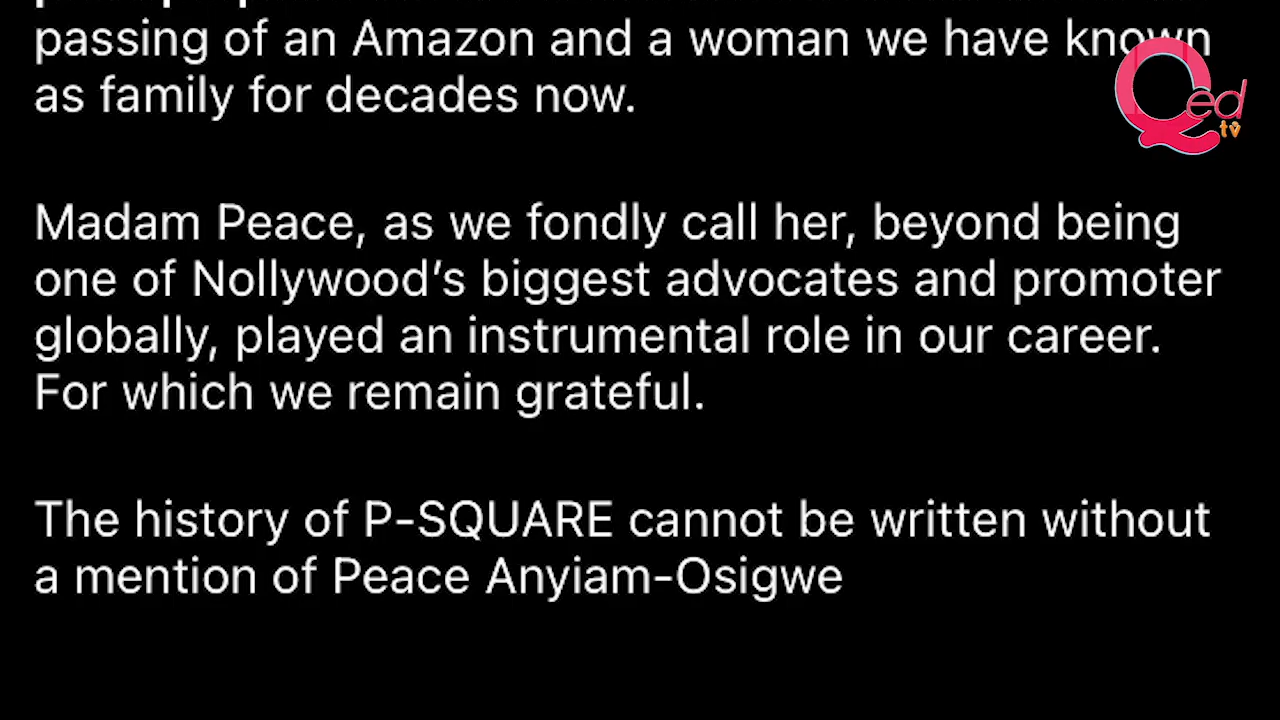 passing of an Amazon and a woman we have known
as family for decades now.
Madam Peace, as we fondly call her, beyond being
one of Nollywood's biggest advocates and promoter
globally, played an instrumental role in our career.
For which we remain grateful.
The history of P-SQUARE cannot be written without
a mention of Peace Anyiam-Osigwe
Qed
tv